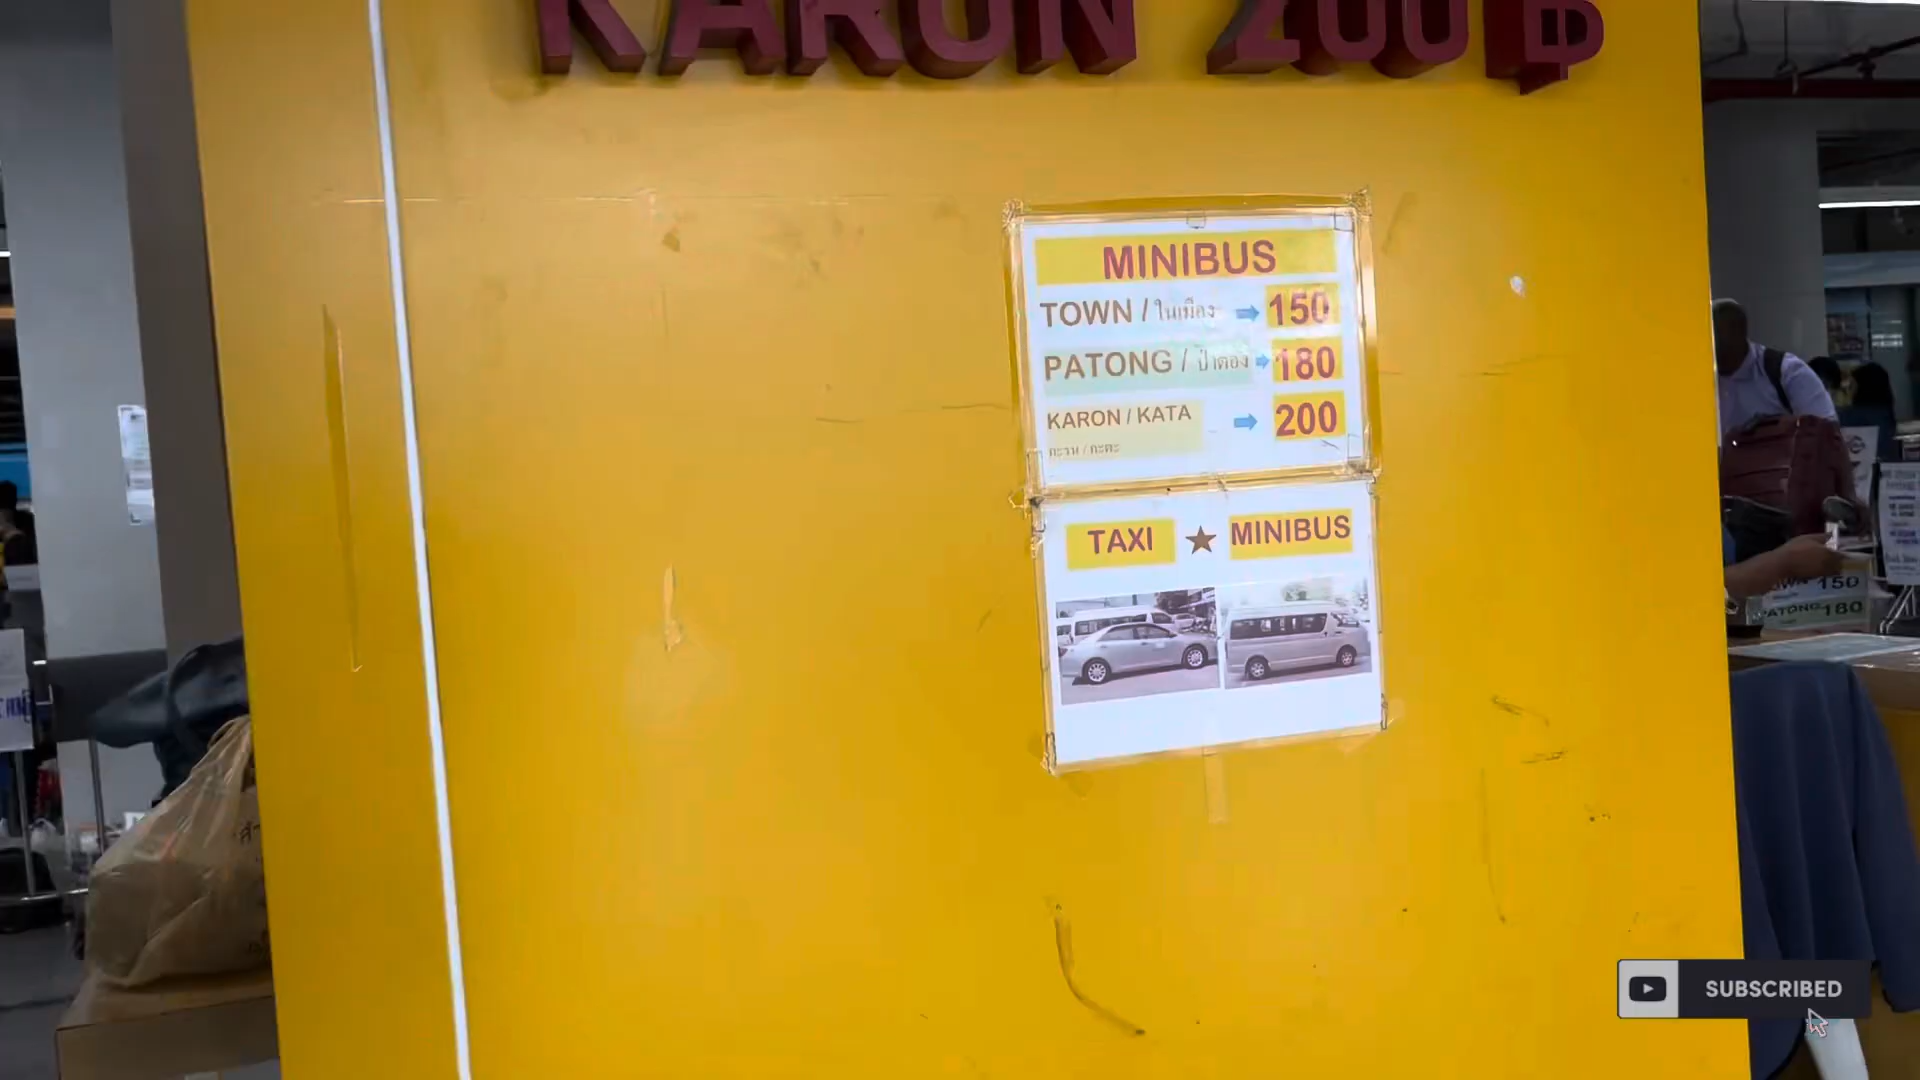 KARON 200 ฿
MINIBUS
TOWN / ในเมือง 150
PATONG / ป่าตอง 180
KARON / KATA 200
กะรน / กะตะ
TAXI ★ MINIBUS
TOWN 150
PATONG 180
SUBSCRIBED